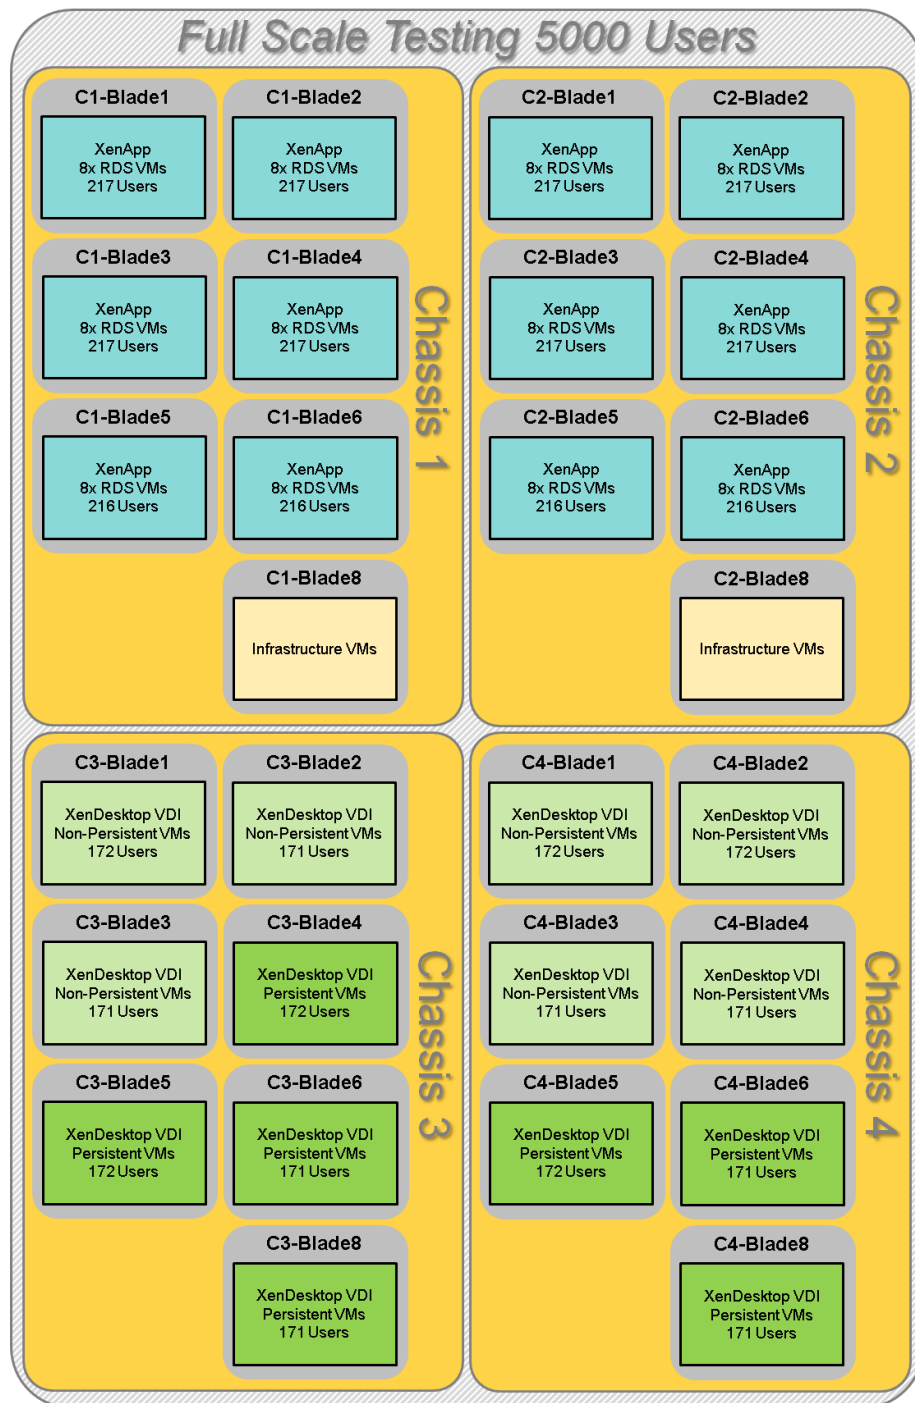 Full Scale Testing 5000 Users
C1-Blade1
XenApp
8x RDS VMs
217 Users
C1-Blade2
XenApp
8x RDS VMs
217 Users
C1-Blade3
XenApp
8x RDS VMs
217 Users
C1-Blade4
XenApp
8x RDS VMs
217 Users
C1-Blade5
XenApp
8x RDS VMs
216 Users
C1-Blade6
XenApp
8x RDS VMs
216 Users
C1-Blade8
Infrastructure VMs
Chassis 1
C2-Blade1
XenApp
8x RDS VMs
217 Users
C2-Blade2
XenApp
8x RDS VMs
217 Users
C2-Blade3
XenApp
8x RDS VMs
217 Users
C2-Blade4
XenApp
8x RDS VMs
217 Users
C2-Blade5
XenApp
8x RDS VMs
216 Users
C2-Blade6
XenApp
8x RDS VMs
216 Users
C2-Blade8
Infrastructure VMs
Chassis 2
C3-Blade1
XenDesktop VDI
Non-Persistent VMs
172 Users
C3-Blade2
XenDesktop VDI
Non-Persistent VMs
171 Users
C3-Blade3
XenDesktop VDI
Non-Persistent VMs
171 Users
C3-Blade4
XenDesktop VDI
Persistent VMs
172 Users
C3-Blade5
XenDesktop VDI
Persistent VMs
172 Users
C3-Blade6
XenDesktop VDI
Persistent VMs
171 Users
C3-Blade8
XenDesktop VDI
Persistent VMs
171 Users
Chassis 3
C4-Blade1
XenDesktop VDI
Non-Persistent VMs
172 Users
C4-Blade2
XenDesktop VDI
Non-Persistent VMs
172 Users
C4-Blade3
XenDesktop VDI
Non-Persistent VMs
171 Users
C4-Blade4
XenDesktop VDI
Non-Persistent VMs
171 Users
C4-Blade5
XenDesktop VDI
Persistent VMs
172 Users
C4-Blade6
XenDesktop VDI
Persistent VMs
171 Users
C4-Blade8
XenDesktop VDI
Persistent VMs
171 Users
Chassis 4